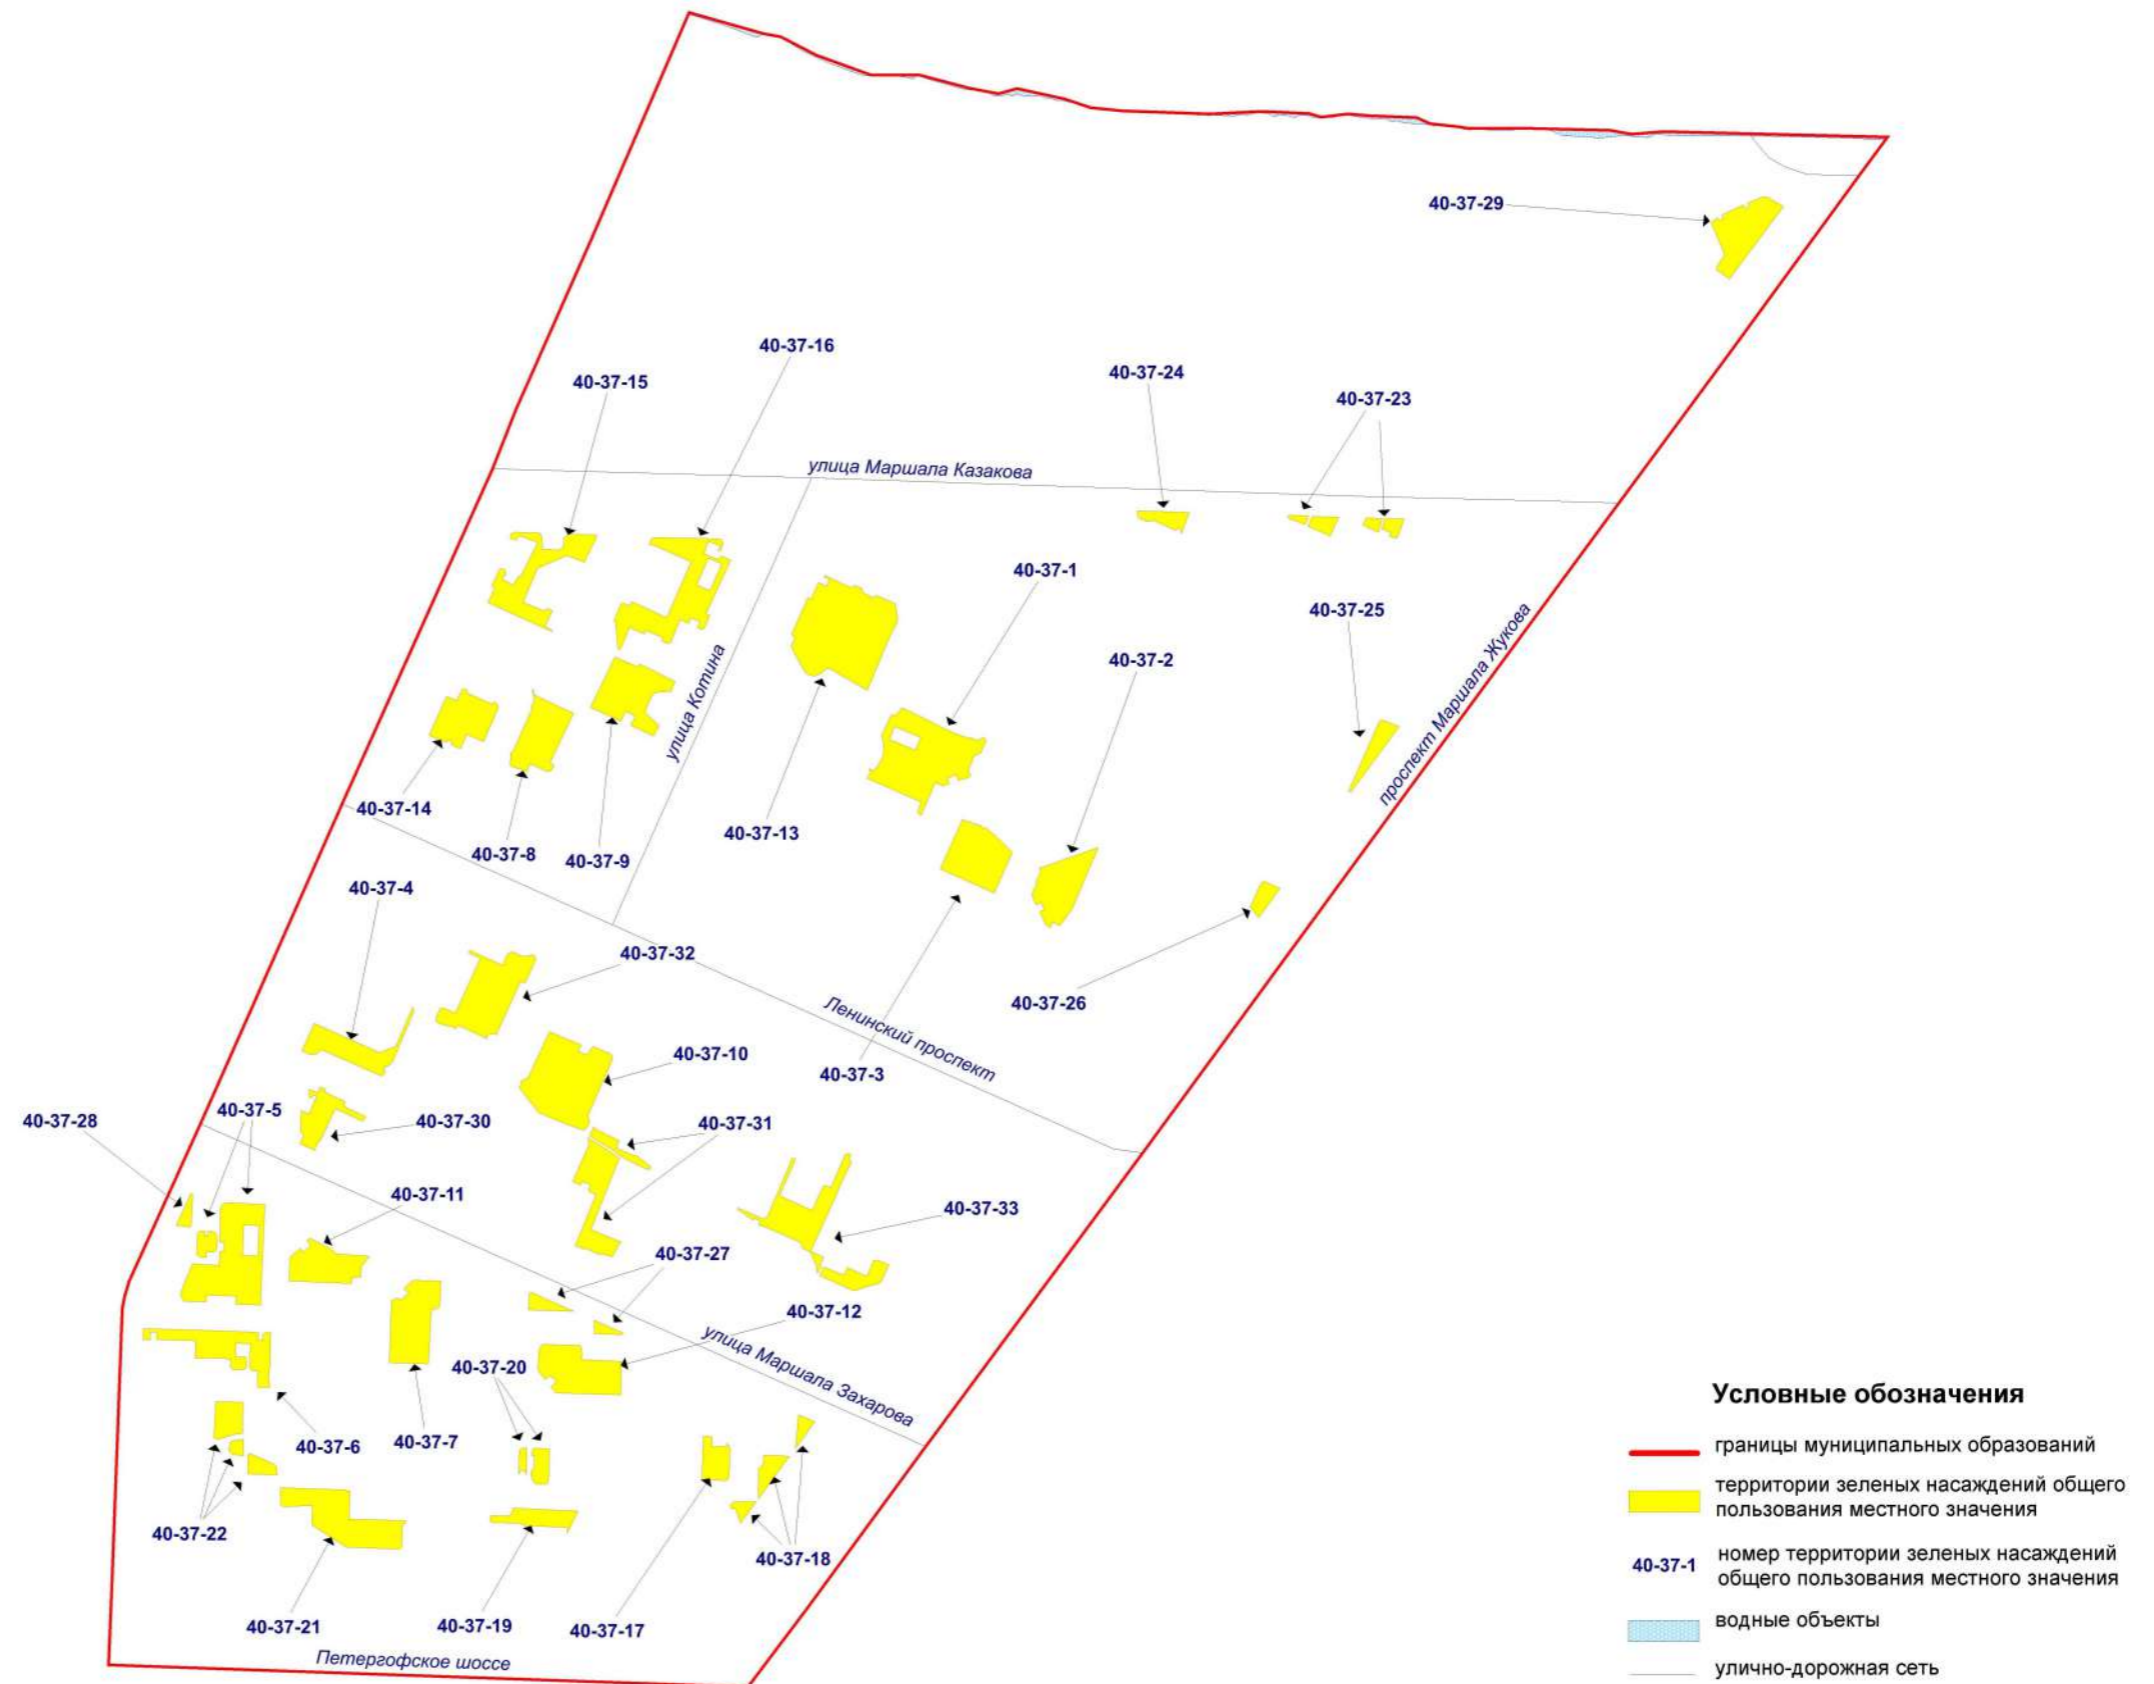 40-37-29
40-37-16
40-37-15
40-37-24
40-37-23
улица Маршала Казакова
40-37-1
40-37-25
40-37-2
проспект Маршала Жукова
улица Котина
40-37-14
40-37-13
40-37-8
40-37-9
40-37-4
40-37-32
40-37-26
Ленинский проспект
40-37-3
40-37-10
40-37-28
40-37-5
40-37-30
40-37-31
40-37-11
40-37-33
40-37-27
40-37-12
улица Маршала Захарова
40-37-20
40-37-6
40-37-7
40-37-22
40-37-18
40-37-21
40-37-19
40-37-17
Петергофское шоссе
Условные обозначения
границы муниципальных образований
территории зеленых насаждений общего
пользования местного значения
40-37-1
номер территории зеленых насаждений
общего пользования местного значения
водные объекты
улично-дорожная сеть